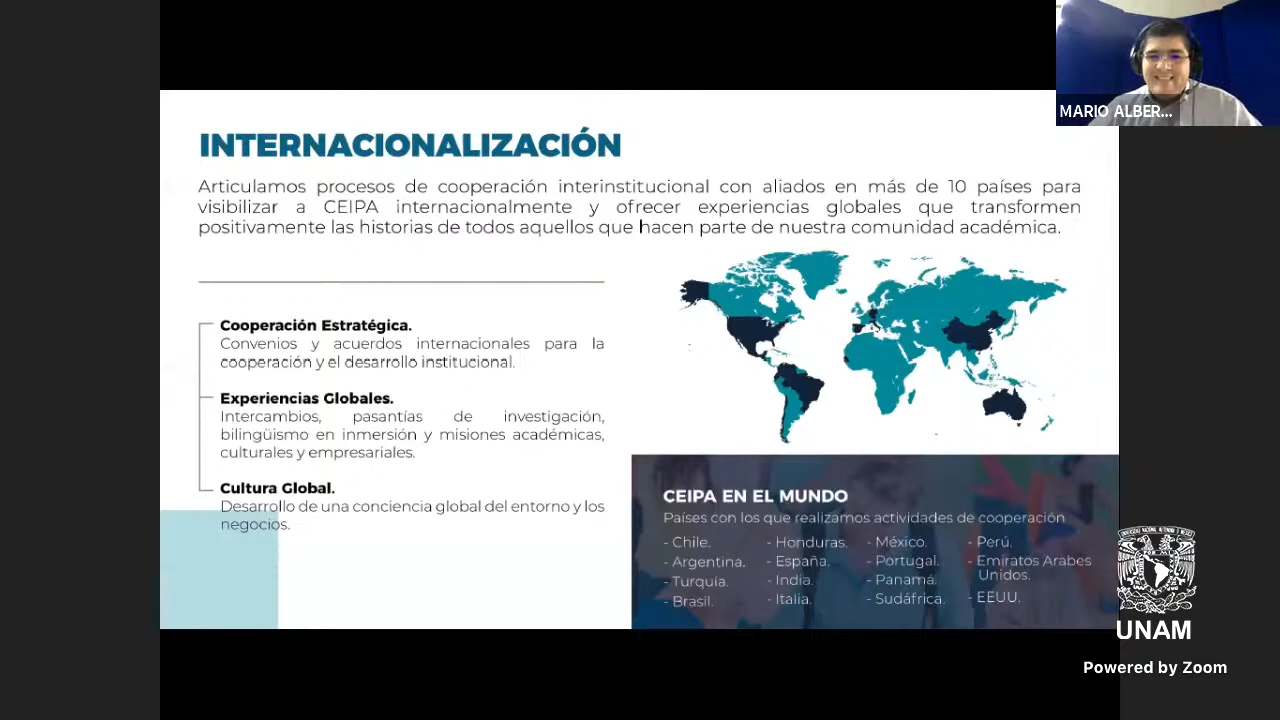 INTERNACIONALIZACIÓN
Articulamos procesos de cooperación interinstitucional con aliados en más de 10 países para
visibilizar a CEIPA internacionalmente y ofrecer experiencias globales que transformen
positivamente las historias de todos aquellos que hacen parte de nuestra comunidad académica.
Cooperación Estratégica.
Convenios y acuerdos internacionales para la
cooperación y el desarrollo institucional.
Experiencias Globales.
Intercambios, pasantías de investigación,
bilingüismo en inmersión y misiones académicas,
culturales y empresariales.
Cultura Global.
Desarrollo de una conciencia global del entorno y los
negocios.
CEIPA EN EL MUNDO
Países con los que realizamos actividades de cooperación
- Chile.
- Argentina.
- Turquía.
- Brasil.
- Honduras.
- España.
- India.
- Italia.
- México.
- Portugal.
- Panamá.
- Sudáfrica.
- Perú.
- Emiratos Arabes
Unidos.
- EEUU.
MARIO ALBER...
UNAM
Powered by Zoom